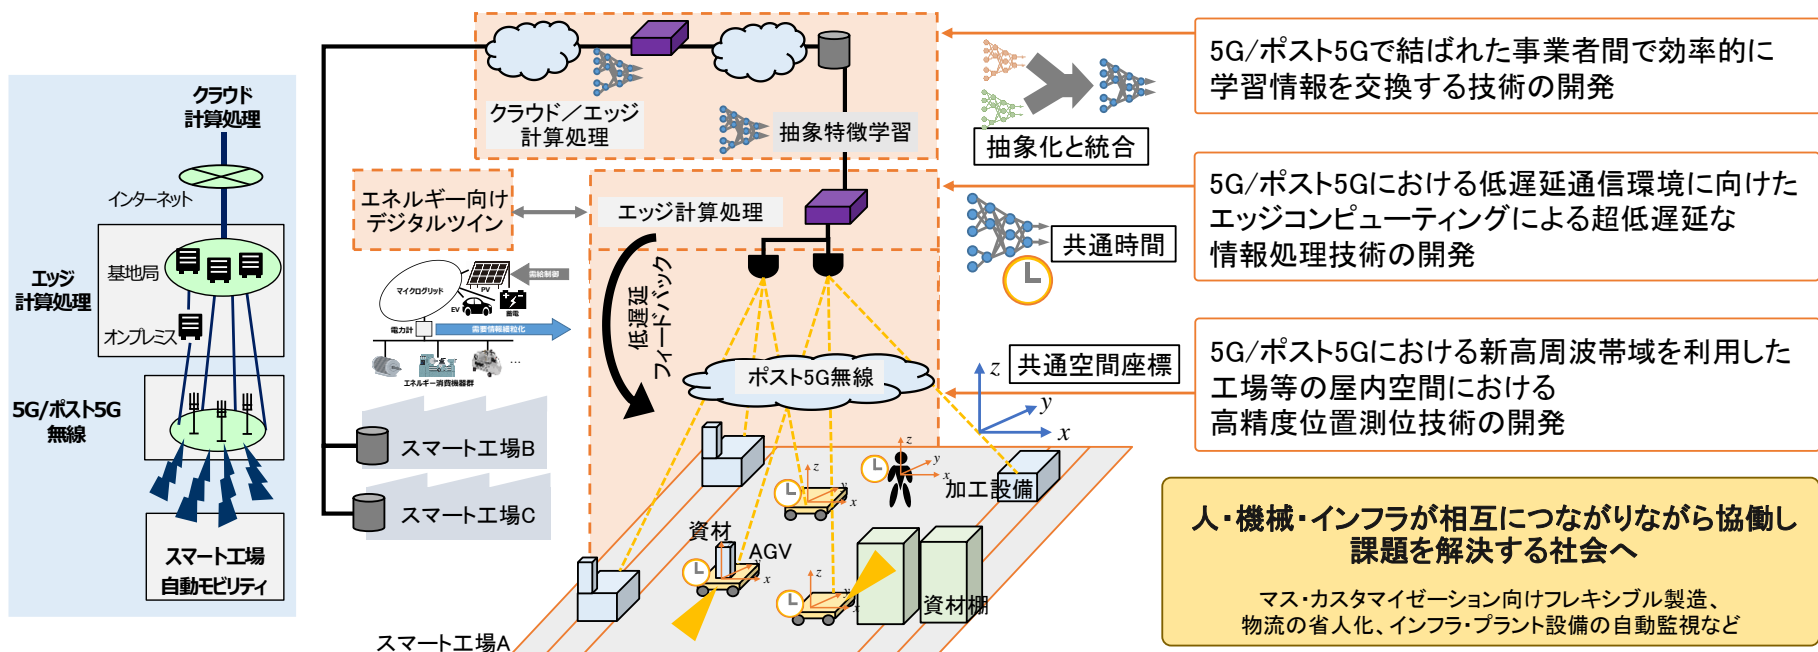 クラウド
計算処理
インターネット
基地局
エッジ
計算処理
オンプレミス
5G/ポスト5G
無線
スマート工場
自動モビリティ
クラウド／エッジ
計算処理
抽象特徴学習
エネルギー向け
デジタルツイン
エッジ計算処理
マイクログリッド
PV
需給制御
EV
蓄電
電力計
需要情報細粒化
…
エネルギー消費機器群
低遅延
フィードバック
ポスト5G無線
スマート工場B
スマート工場C
スマート工場A
資材
AGV
加工設備
資材棚
z
y
x
z
y
x
z
y
x
y
x
z
y
x
抽象化と統合
共通時間
共通空間座標
5G/ポスト5Gで結ばれた事業者間で効率的に
学習情報を交換する技術の開発
5G/ポスト5Gにおける低遅延通信環境に向けた
エッジコンピューティングによる超低遅延な
情報処理技術の開発
5G/ポスト5Gにおける新高周波帯域を利用した
工場等の屋内空間における
高精度位置測位技術の開発
人・機械・インフラが相互につながりながら協働し
課題を解決する社会へ
マス・カスタマイゼーション向けフレキシブル製造、
物流の省人化、インフラ・プラント設備の自動監視など